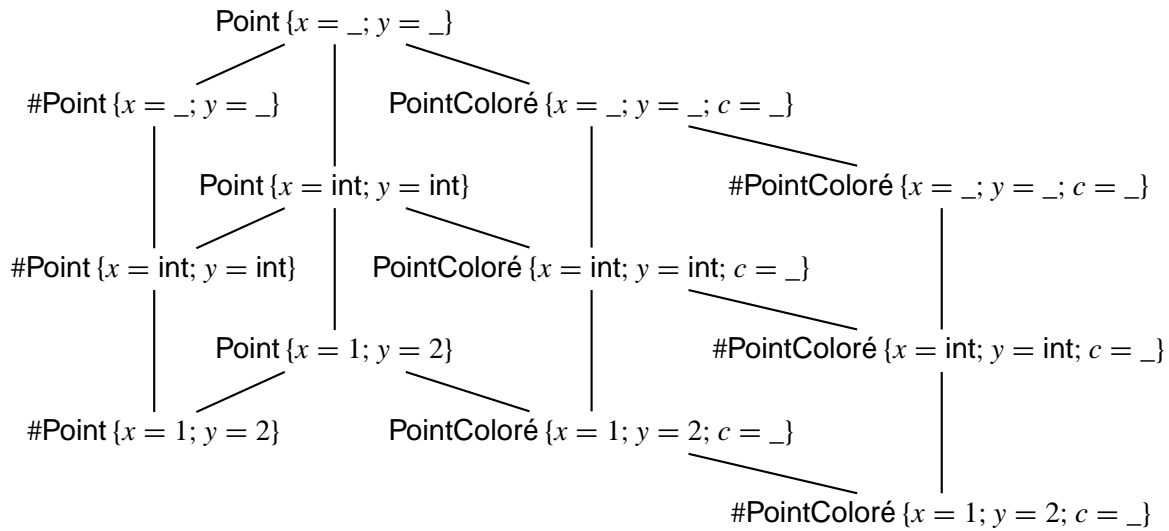 Point {x = _; y = _}
#Point {x = _; y = _}
PointColoré {x = _; y = _; c = _}
Point {x = int; y = int}
#PointColoré {x = _; y = _; c = _}
#Point {x = int; y = int}
PointColoré {x = int; y = int; c = _}
Point {x = 1; y = 2}
#PointColoré {x = int; y = int; c = _}
#Point {x = 1; y = 2}
PointColoré {x = 1; y = 2; c = _}
#PointColoré {x = 1; y = 2; c = _}